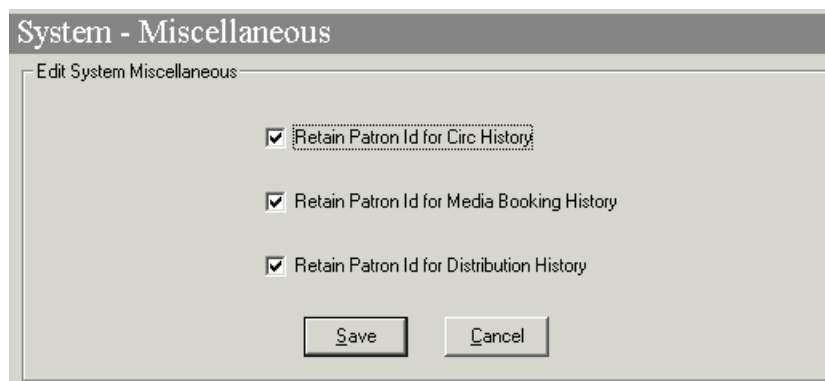 System - Miscellaneous
Edit System Miscellaneous
Retain Patron Id for Circ History
Retain Patron Id for Media Booking History
Retain Patron Id for Distribution History
Save Cancel